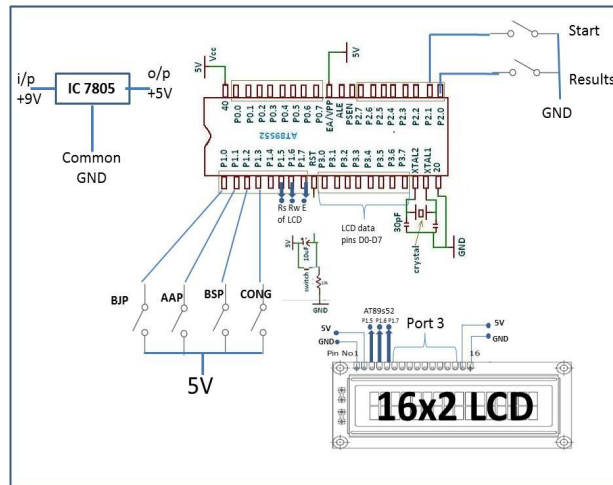 i/p
+9V
IC 7805
o/p
+5V
Common
GND
5V
Vcc
5V
Start
Results
GND
40
P0.0
P0.1
P0.2
P0.3
P0.4
P0.5
P0.6
P0.7
EA/VPP
ALE
PSEN
P2.7
P2.6
P2.5
P2.4
P2.3
P2.2
P2.1
P2.0
AT89S52
P1.0
P1.1
P1.2
P1.3
P1.4
P1.5
P1.6
P1.7
RST
P3.0
P3.1
P3.2
P3.3
P3.4
P3.6
P3.7
XTAL2
XTAL1
20
Rs Rw E
of LCD
LCD data
pins D0-D7
30pF
crystal
GND
5V
10uF
switch
GND
BJP
AAP
BSP
CONG
5V
AT89s52
P1.5 P1.6 P1.7
Port 3
5V
GND
Pin No1
16
5V
GND
16x2 LCD